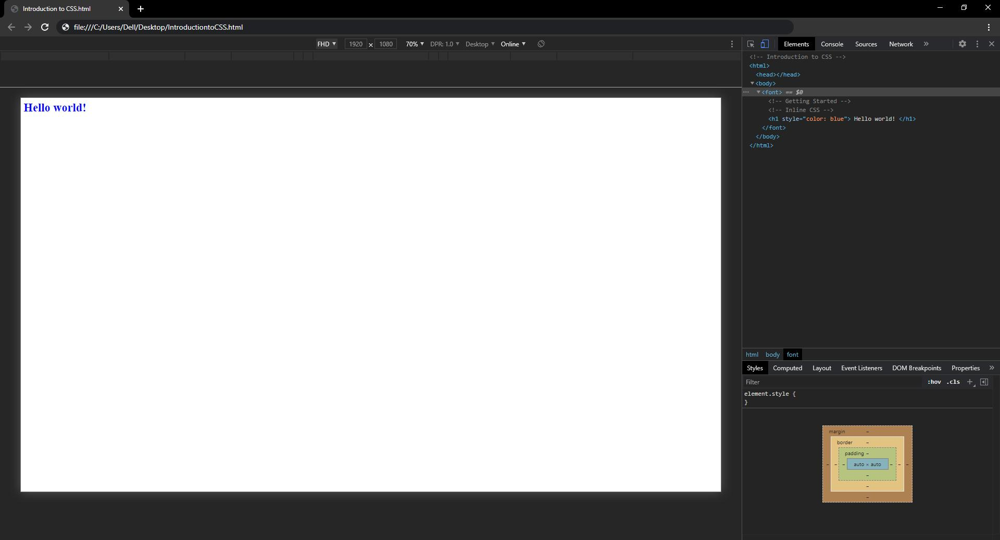 Introduction to CSS.html
file:///C:/Users/Dell/Desktop/IntroductiontoCSS.html
FHD 1920 x 1080 70% DPR: 1.0 Desktop Online
Elements Console Sources Network
<!-- Introduction to CSS -->
<html>
<head></head>
<body>
<font> == $0
<!-- Getting Started -->
<!-- Inline CSS -->
<h1 style="color: blue"> Hello world! </h1>
</font>
</body>
</html>
Hello world!
html body font
Styles Computed Layout Event Listeners DOM Breakpoints Properties
Filter :hov .cls
element.style {
}
margin
border
padding
auto × auto